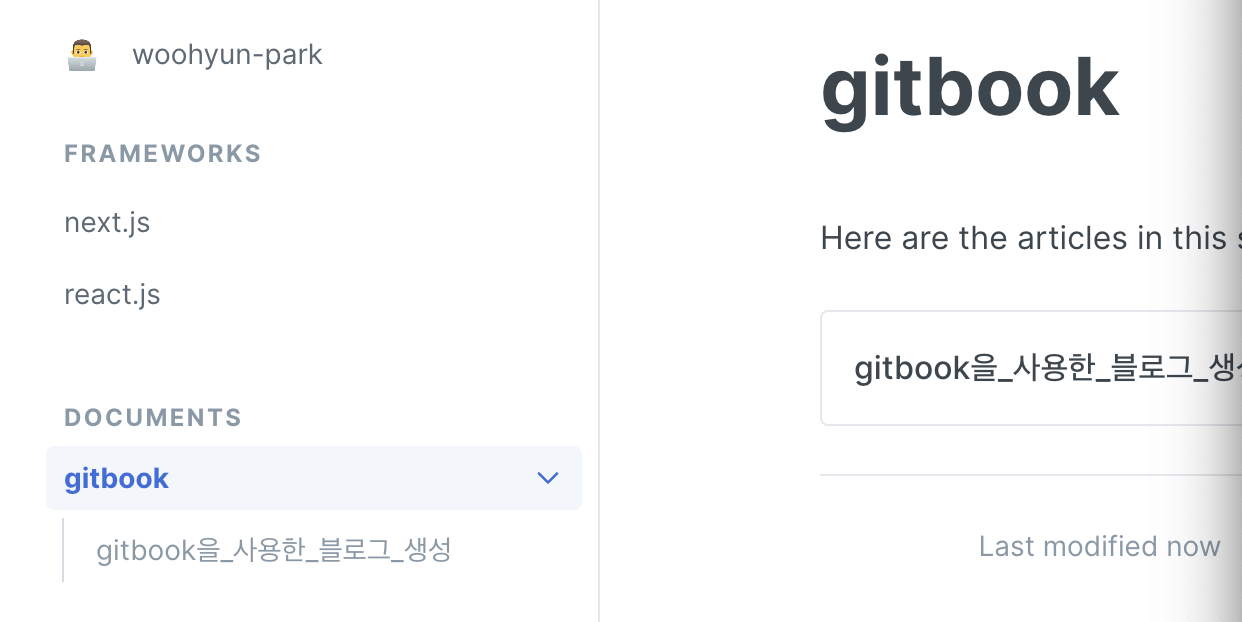 woohyun-park
FRAMEWORKS
next.js
react.js
DOCUMENTS
gitbook
gitbook을_사용한_블로그_생성
gitbook
Here are the articles in this
gitbook을_사용한_블로그_생
Last modified now